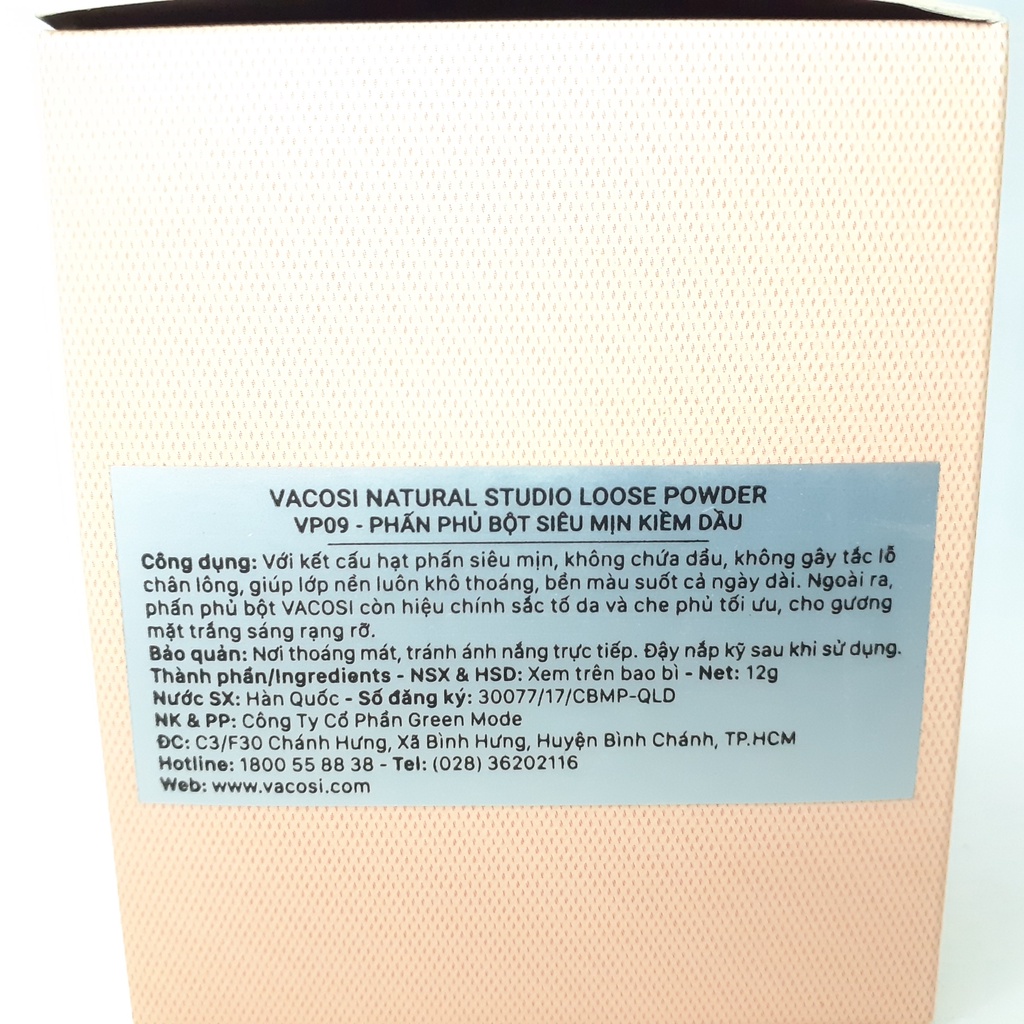 VACOSI NATURAL STUDIO LOOSE POWDER
VP09 - PHẤN PHỦ BỘT SIÊU MỊN KIỀM DẦU
Công dụng: Với kết cấu hạt phấn siêu mịn, không chứa dầu, không gây tắc lỗ
chân lông, giúp lớp nền luôn khô thoáng, bền màu suốt cả ngày dài. Ngoài ra,
phấn phủ bột VACOSI còn hiệu chỉnh sắc tố da và che phủ tối ưu, cho gương
mặt trắng sáng rạng rỡ.
Bảo quản: Nơi thoáng mát, tránh ánh nắng trực tiếp. Đậy nắp kỹ sau khi sử dụng.
Thành phần/Ingredients - NSX & HSD: Xem trên bao bì - Net: 12g
Nước SX: Hàn Quốc - Số đăng ký: 30077/17/CBMP-QLD
NK & PP: Công Ty Cổ Phần Green Mode
ĐC: C3/F30 Chánh Hưng, Xã Bình Hưng, Huyện Bình Chánh, TP.HCM
Hotline: 1800 55 88 38 - Tel: (028) 36202116
Web: www.vacosi.com